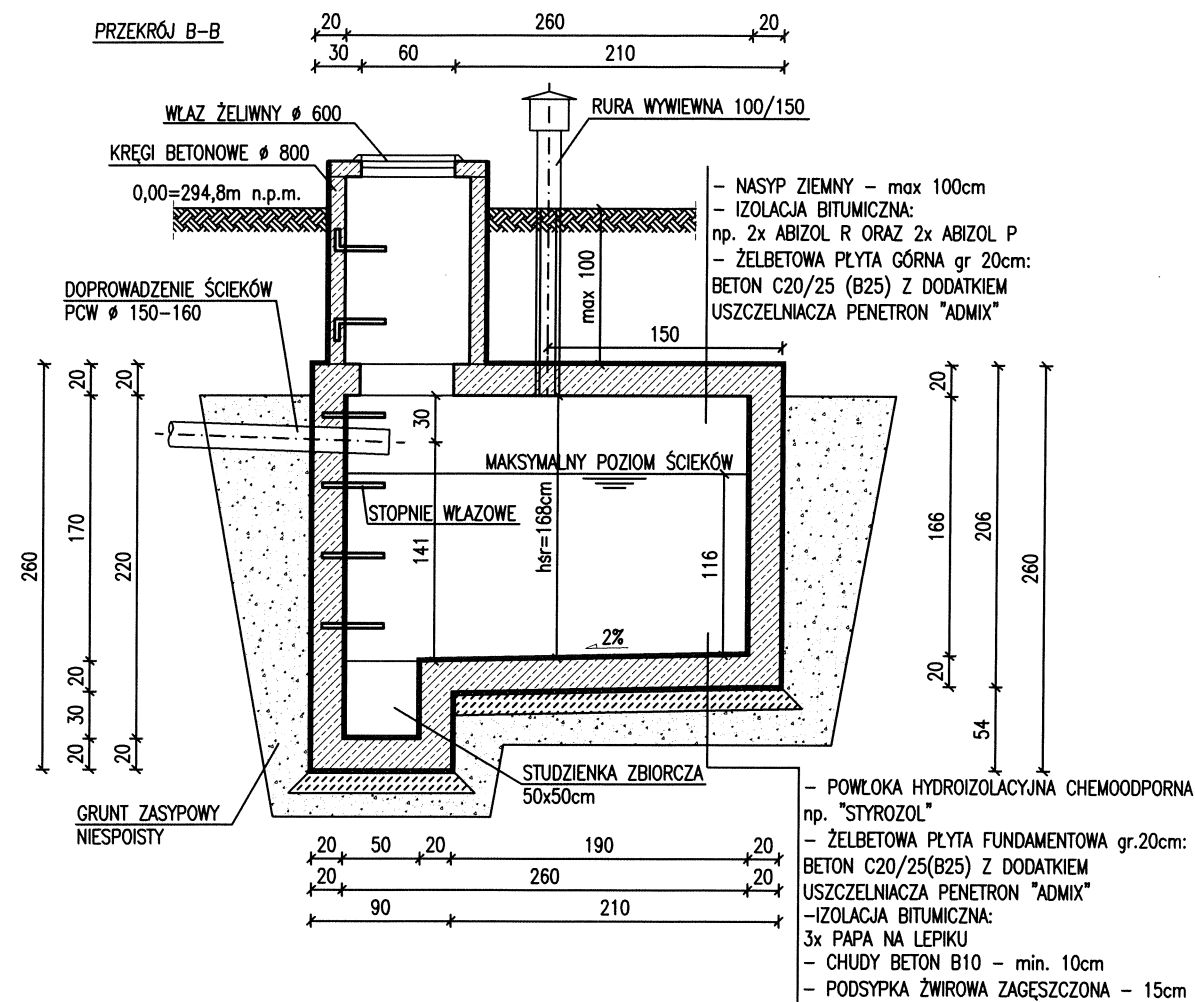 PRZEKRÓJ B-B
20 260 20
30 60 210
WŁAZ ŻELIWNY ø 600
RURA WYWIEWNA 100/150
KRĘGI BETONOWE ø 800
0,00=294,8m n.p.m.
- NASYP ZIEMNY - max 100cm
- IZOLACJA BITUMICZNA:
np. 2x ABIZOL R ORAZ 2x ABIZOL P
- ŻELBETOWA PŁYTA GÓRNA gr 20cm:
BETON C20/25 (B25) Z DODATKIEM
USZCZELNIACZA PENETRON "ADMIX"
max 100
DOPROWADZENIE ŚCIEKÓW
PCW ø 150-160
150
260
20
170
20
30
20
20
220
20
30
141
MAKSYMALNY POZIOM ŚCIEKÓW
STOPNIE WŁAZOWE
hśr=168cm
116
2%
20
166
20
206
54
260
STUDZIENKA ZBIORCZA
50x50cm
GRUNT ZASYPOWY
NIESPOISTY
20 50 20 190 20
20 260 20
90 210
- POWŁOKA HYDROIZOLACYJNA CHEMOODPORNA
np. "STYROZOL"
- ŻELBETOWA PŁYTA FUNDAMENTOWA gr.20cm:
BETON C20/25(B25) Z DODATKIEM
USZCZELNIACZA PENETRON "ADMIX"
-IZOLACJA BITUMICZNA:
3x PAPA NA LEPIKU
- CHUDY BETON B10 - min. 10cm
- PODSYPKA ŻWIROWA ZAGĘSZCZONA - 15cm